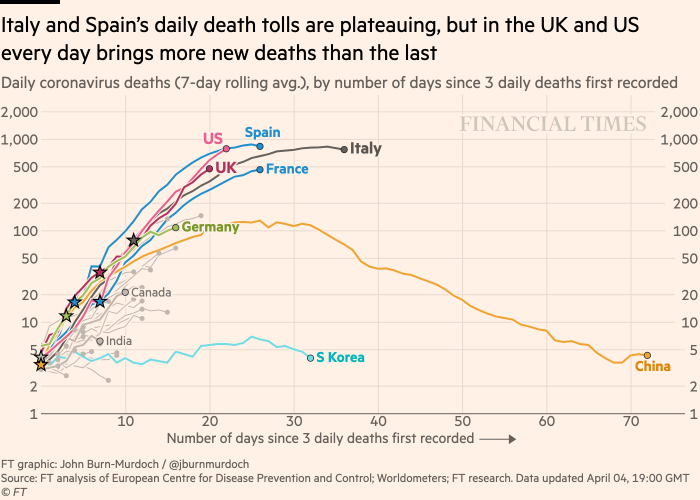 Italy and Spain’s daily death tolls are plateauing, but in the UK and US
every day brings more new deaths than the last
Daily coronavirus deaths (7-day rolling avg.), by number of days since 3 daily deaths first recorded
2,000 2,000
FINANCIAL TIMES
1,000 1,000
US
Spain
Italy
500 500
UK
France
200 200
100 100
Germany
50 50
20 20
Canada
10 10
India
5 5
S Korea
China
2 2
1 1
10 20 30 40 50 60 70
Number of days since 3 daily deaths first recorded
FT graphic: John Burn-Murdoch / @jburnmurdoch
Source: FT analysis of European Centre for Disease Prevention and Control; Worldometers; FT research. Data updated April 04, 19:00 GMT
© FT